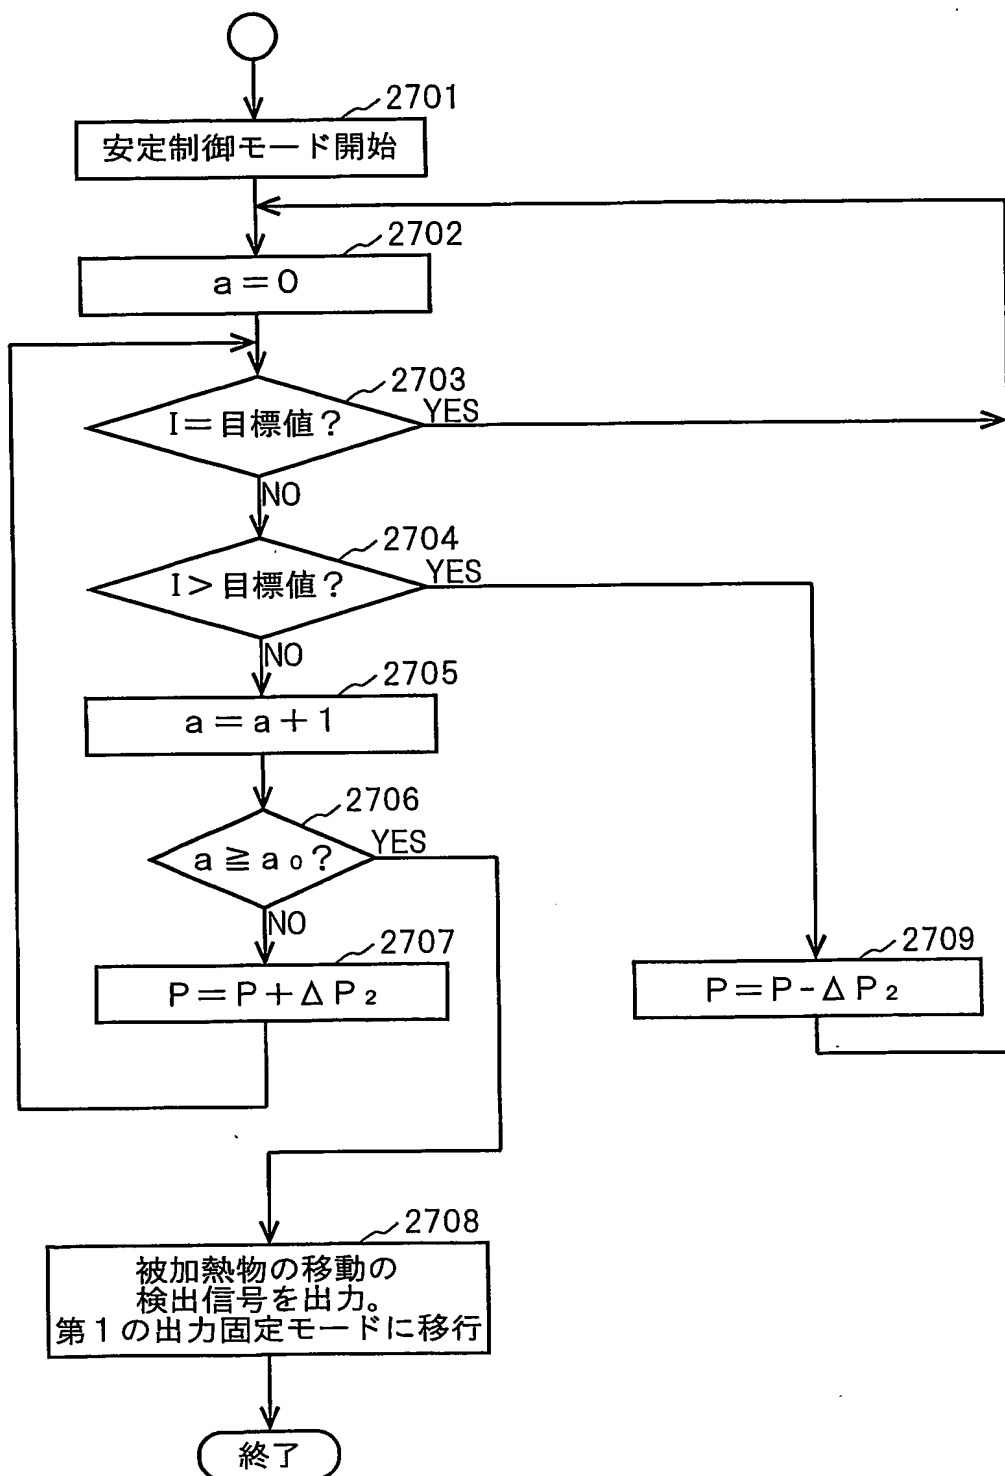 2701
安定制御モード開始
2702
a=0
2703
I=目標値?
YES
NO
2704
I>目標値?
YES
NO
2705
a=a+1
2706
a≧a₀?
YES
NO
2707
P=P+ΔP₂
2709
P=P-ΔP₂
2708
被加熱物の移動の
検出信号を出力。
第1の出力固定モードに移行
終了